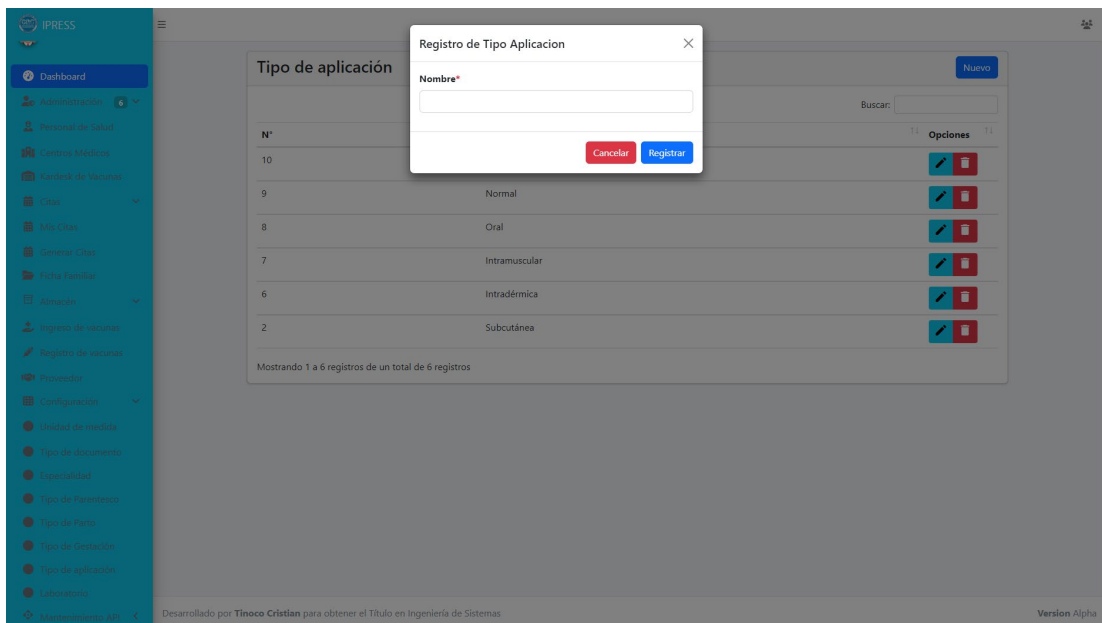 IPRESS
Dashboard
Administración 6
Personal de Salud
Centros Médicos
Kardexk de Vacunas
Citas
Mis Citas
Generar Citas
Ficha Familiar
Almacén
Ingreso de vacunas
Registro de vacunas
Proveedor
Configuración
Unidad de medida
Tipo de documento
Especialidad
Tipo de Parentesco
Tipo de Parto
Tipo de Gestación
Tipo de aplicación
Laboratorio
Mantenimiento API
Registro de Tipo Aplicacion
Nombre*
Cancelar Registrar
Tipo de aplicación Nuevo
Buscar:
N° Opciones
10
9 Normal
8 Oral
7 Intramuscular
6 Intradérmica
2 Subcutánea
Mostrando 1 a 6 registros de un total de 6 registros
Desarrollado por Tinoco Cristian para obtener el Título en Ingeniería de Sistemas
Version Alpha